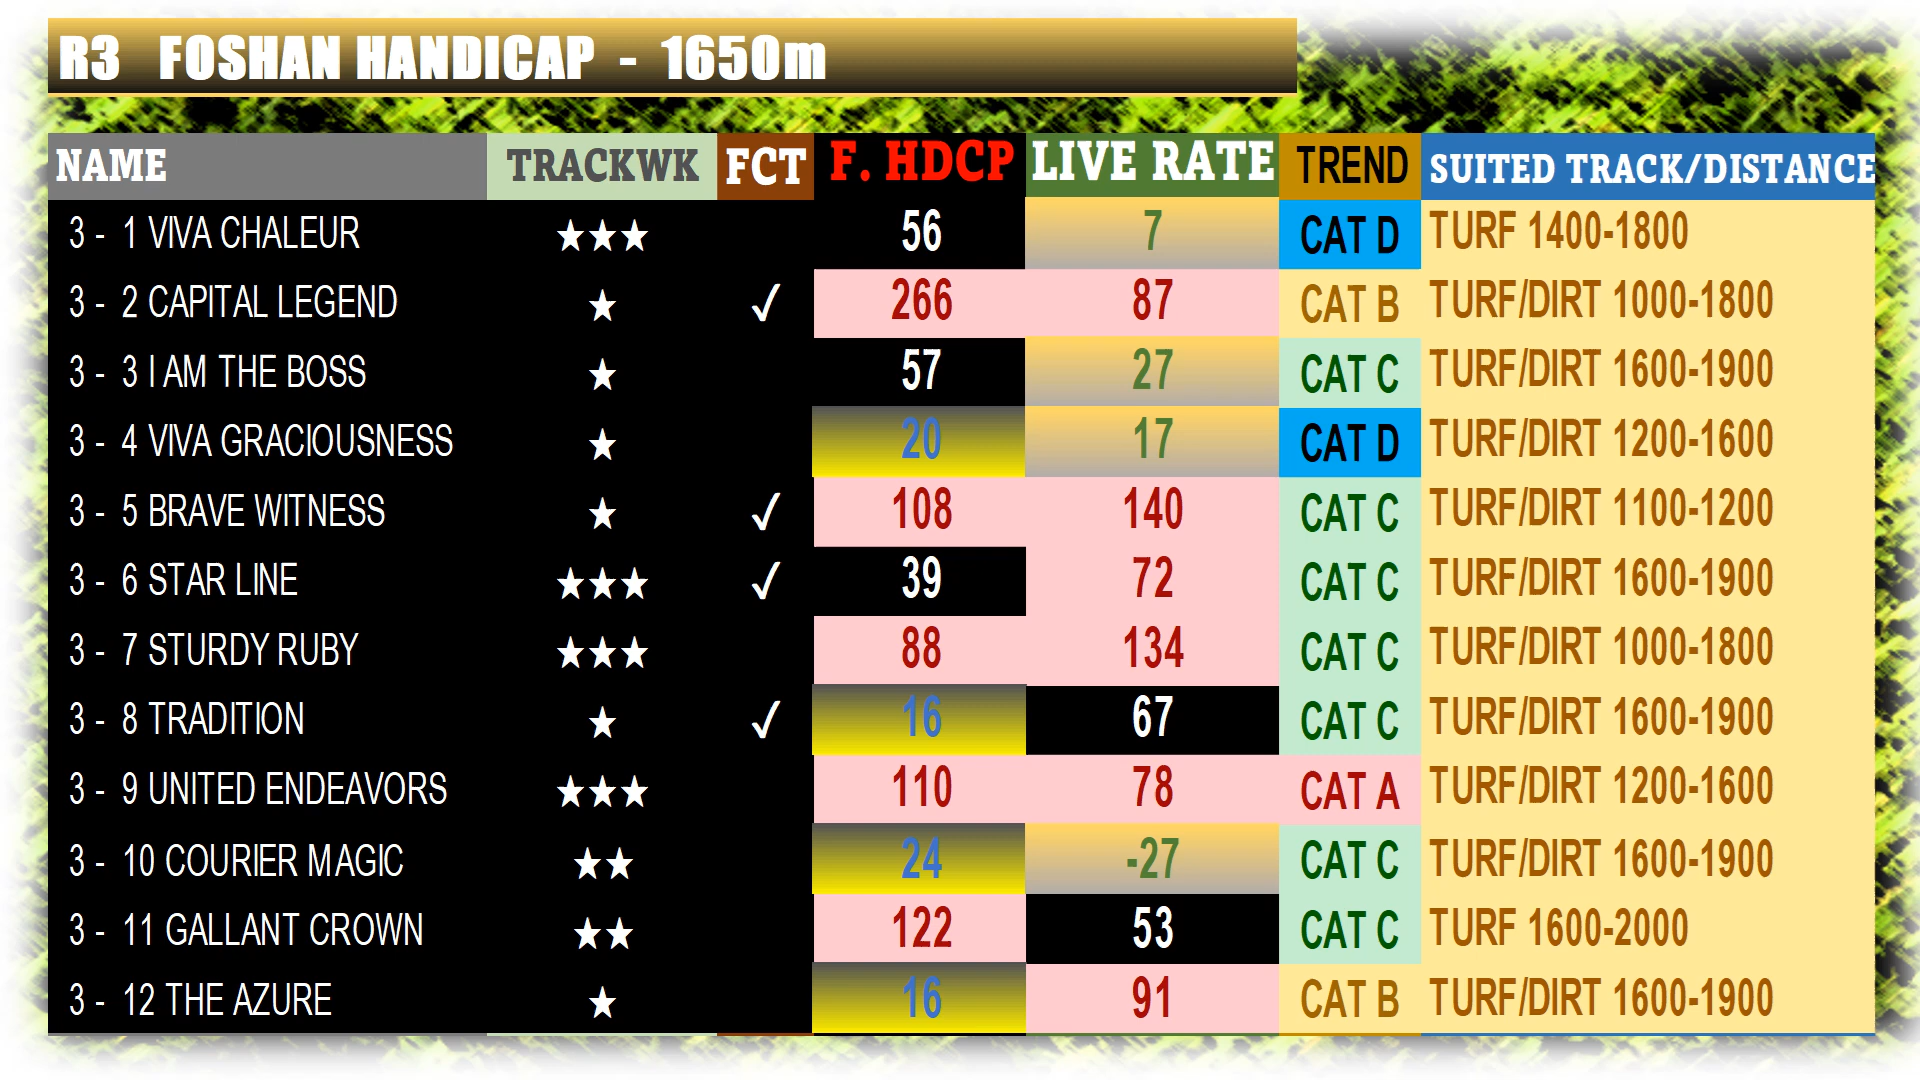 R3 FOSHAN HANDICAP - 1650m
NAME TRACKWK FCT F. HDCP LIVE RATE TREND SUITED TRACK/DISTANCE
3 - 1 VIVA CHALEUR ★★★ 56 7 CAT D TURF 1400-1800
3 - 2 CAPITAL LEGEND ★ ✓ 266 87 CAT B TURF/DIRT 1000-1800
3 - 3 I AM THE BOSS ★ 57 27 CAT C TURF/DIRT 1600-1900
3 - 4 VIVA GRACIOUSNESS ★ 20 17 CAT D TURF/DIRT 1200-1600
3 - 5 BRAVE WITNESS ★ ✓ 108 140 CAT C TURF/DIRT 1100-1200
3 - 6 STAR LINE ★★★ ✓ 39 72 CAT C TURF/DIRT 1600-1900
3 - 7 STURDY RUBY ★★★ 88 134 CAT C TURF/DIRT 1000-1800
3 - 8 TRADITION ★ ✓ 16 67 CAT C TURF/DIRT 1600-1900
3 - 9 UNITED ENDEAVORS ★★★ 110 78 CAT A TURF/DIRT 1200-1600
3 - 10 COURIER MAGIC ★★ 24 -27 CAT C TURF/DIRT 1600-1900
3 - 11 GALLANT CROWN ★★ 122 53 CAT C TURF 1600-2000
3 - 12 THE AZURE ★ 16 91 CAT B TURF/DIRT 1600-1900